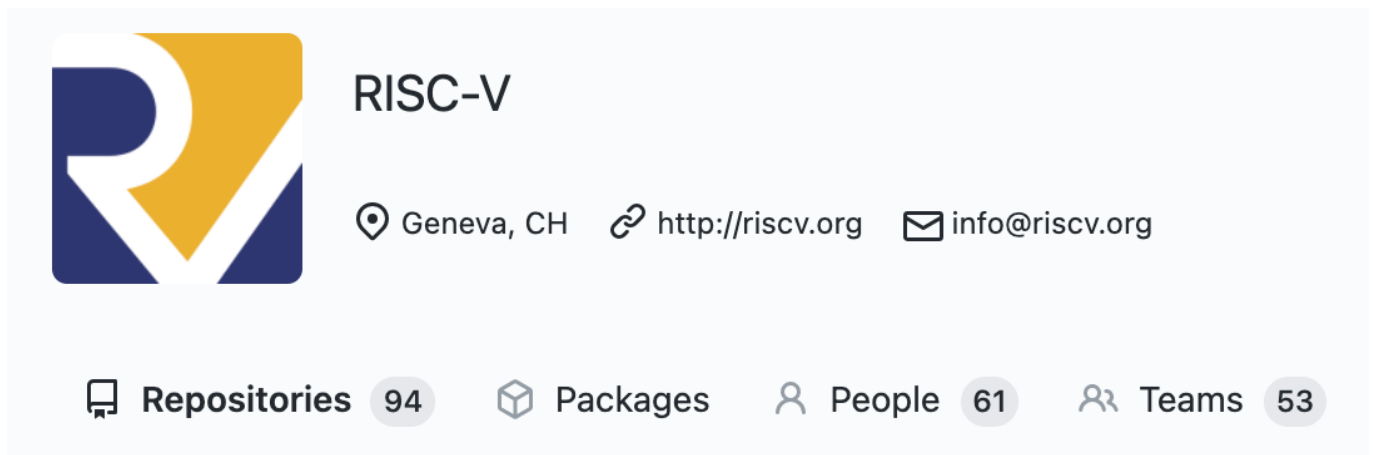 RISC-V
Geneva, CH http://riscv.org info@riscv.org
Repositories 94 Packages People 61 Teams 53